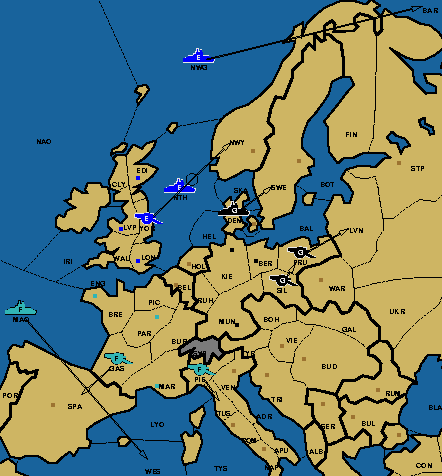 BAR
NWG
NAO
NWY
FIN
STP
EDI
CLY
SKA
SWE
BOT
NTH
DEN
LVP YOR
HEL
BAL
LVN
IRI
WAL LON
HOL
BER
PRU
KIE
ENG
BEL
SIL
WAR
MAO
PIC
RUH
UKR
BRE
MUN
BOH
GAL
PAR
BUR
VIE
GAS
TYR
BUD
MAR
PIE
VEN
RUM
POR
SPA
TRI
TUS
SER
BUL
BLA
LYO
ADR
ALB
APU
CON
WES
TYS
NAP